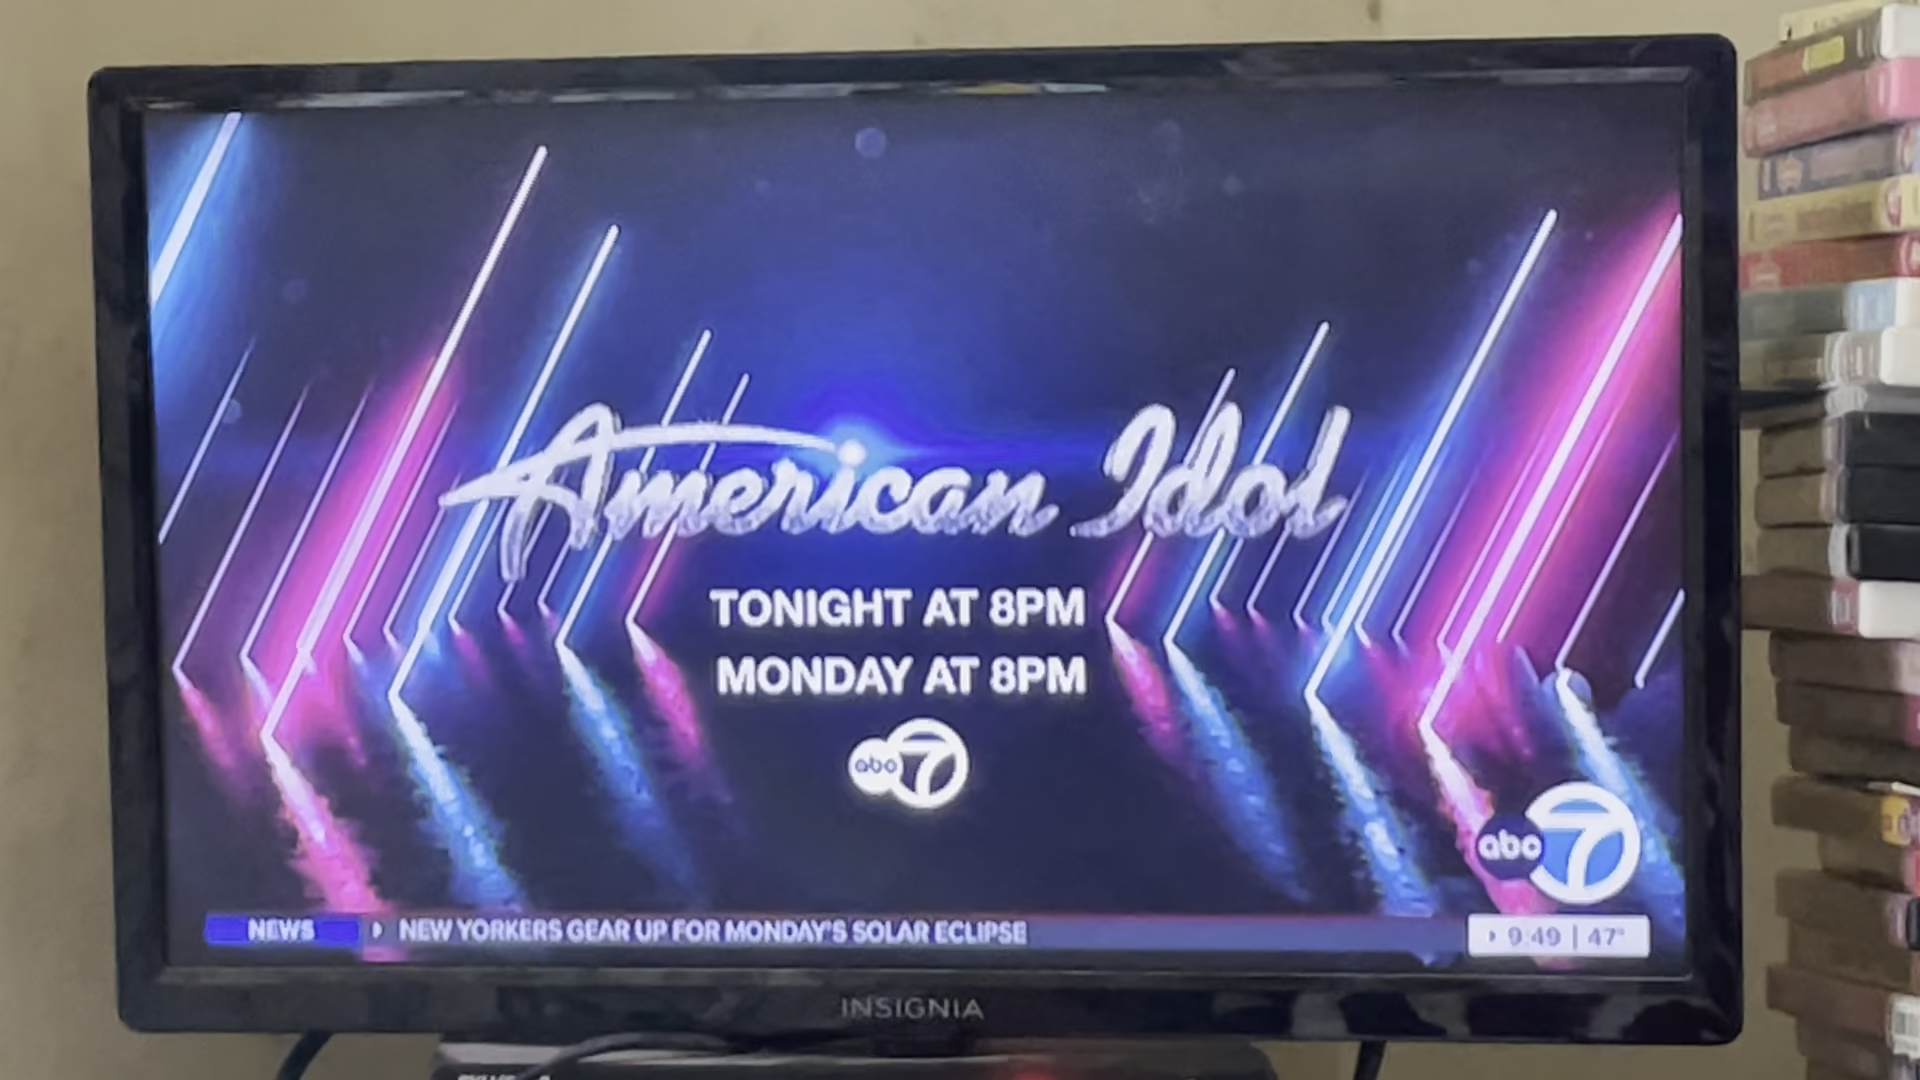 American Idol
TONIGHT AT 8PM
MONDAY AT 8PM
abc 7
abc 7
NEWS NEW YORKERS GEAR UP FOR MONDAY'S SOLAR ECLIPSE 9:49 | 47°
INSIGNIA